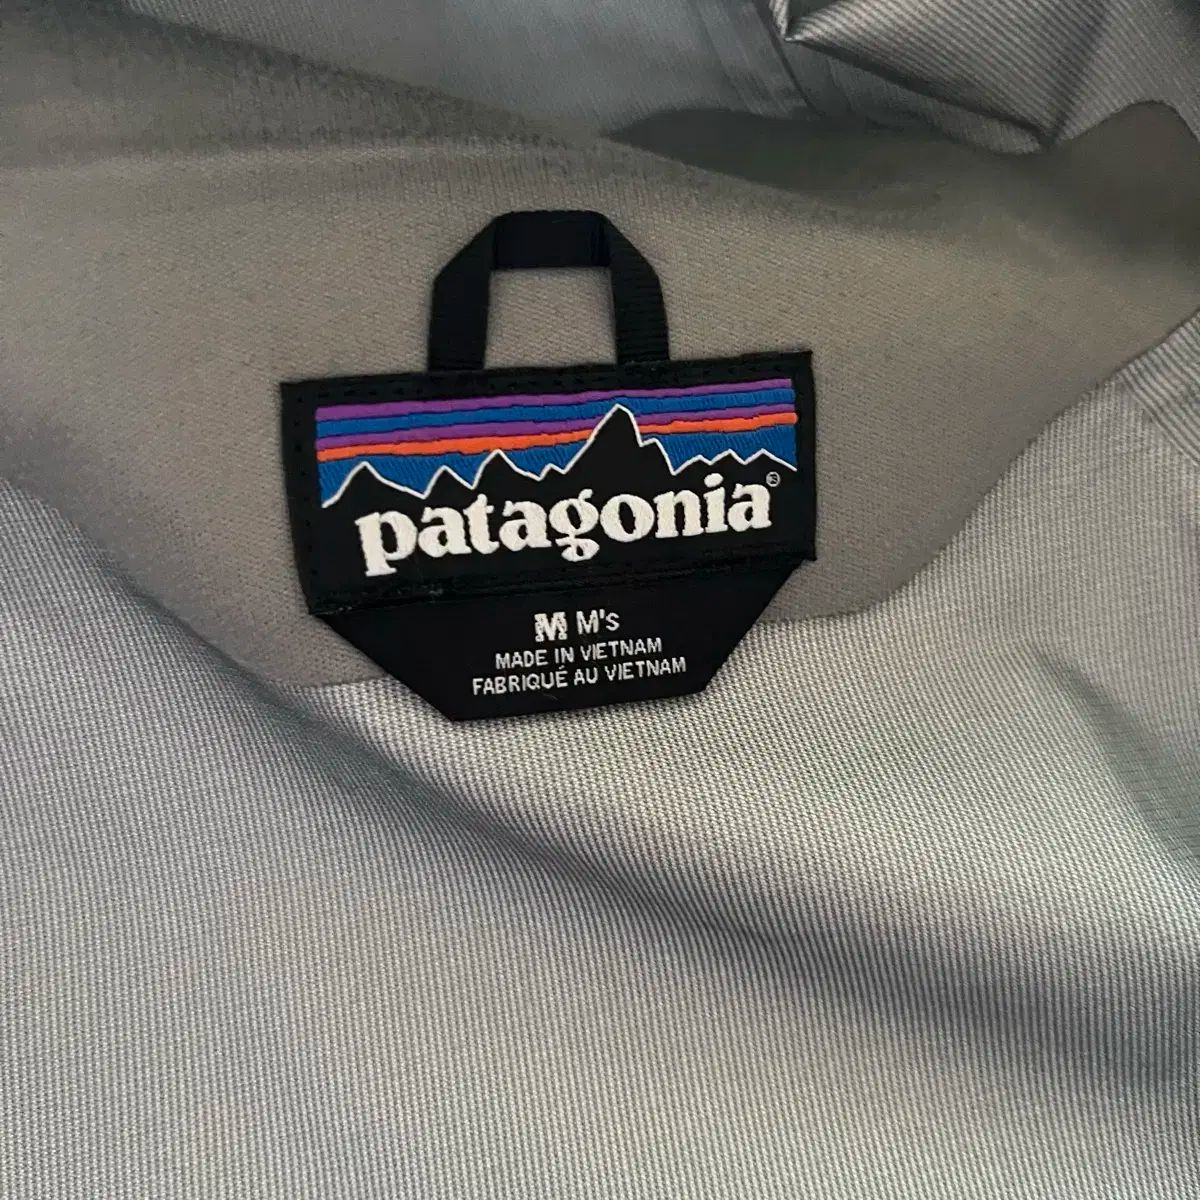 patagonia®
M M's
MADE IN VIETNAM
FABRIQUÉ AU VIETNAM